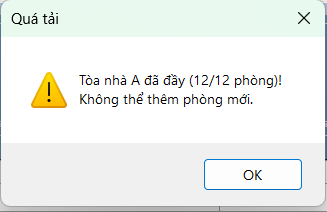 Quá tải
Tòa nhà A đã đầy (12/12 phòng)!
Không thể thêm phòng mới.
OK